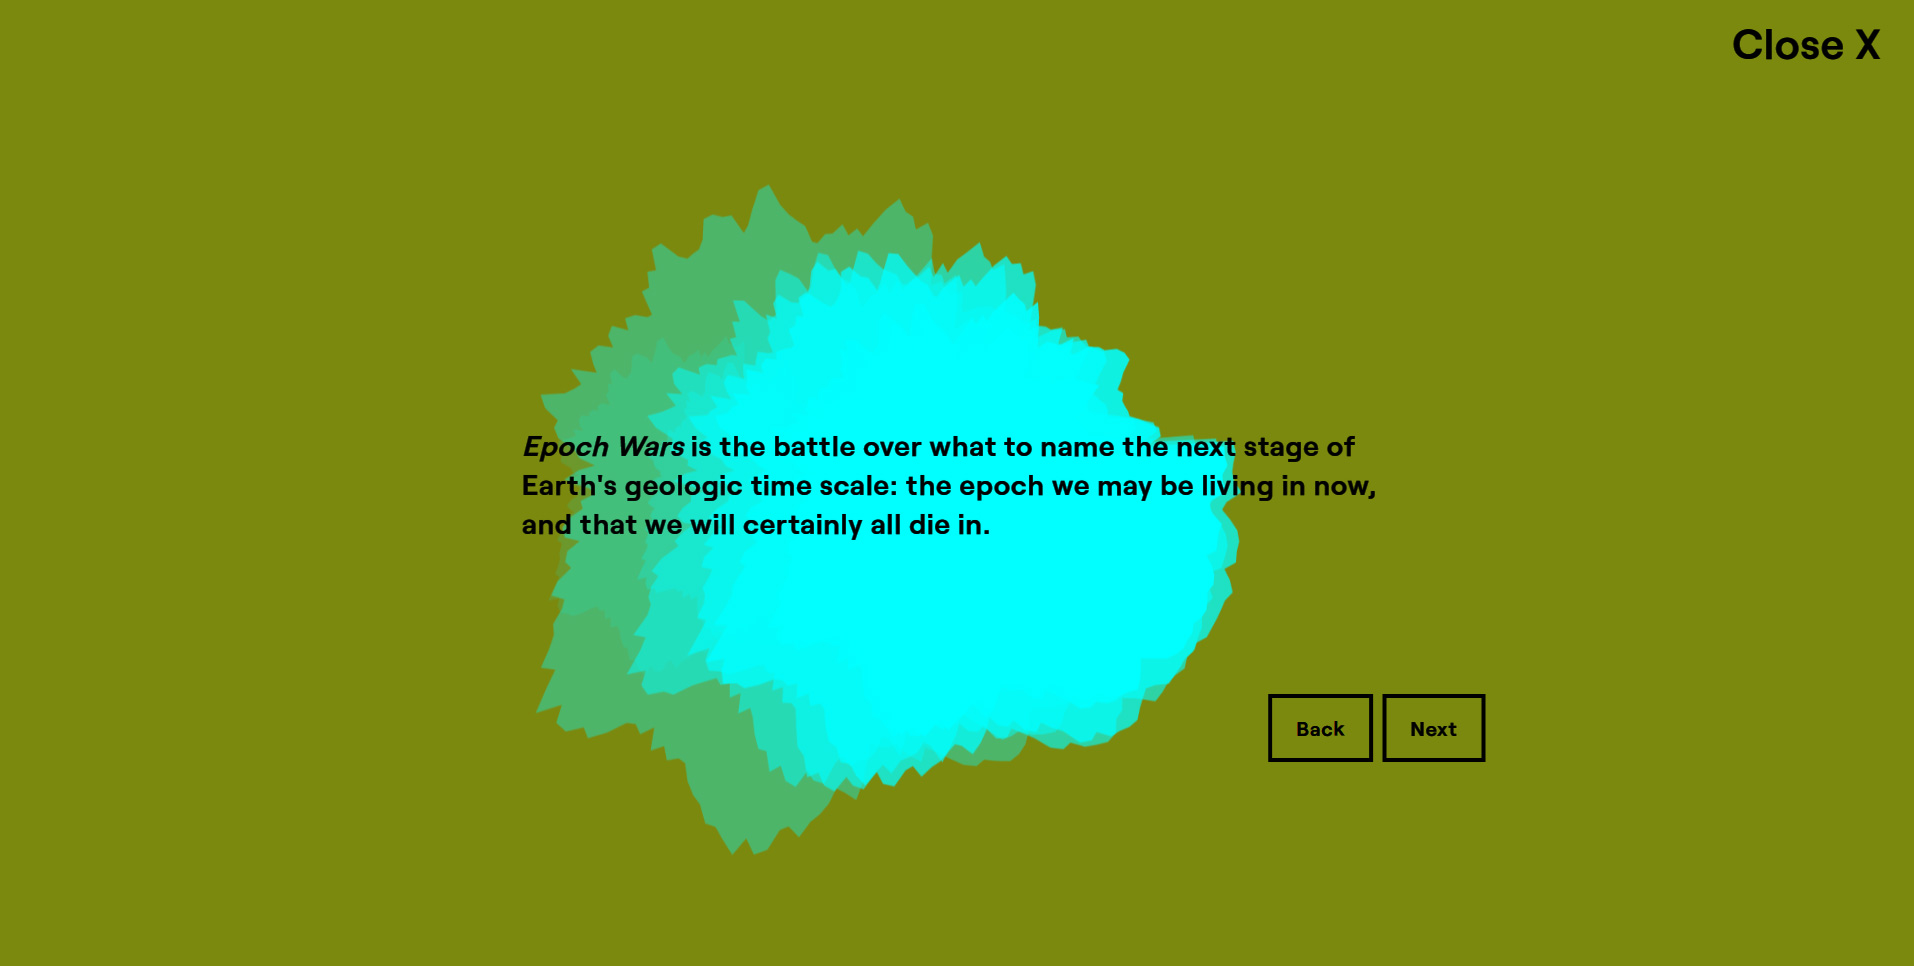 Close X
Epoch Wars is the battle over what to name the next stage of
Earth's geologic time scale: the epoch we may be living in now,
and that we will certainly all die in.
Back
Next